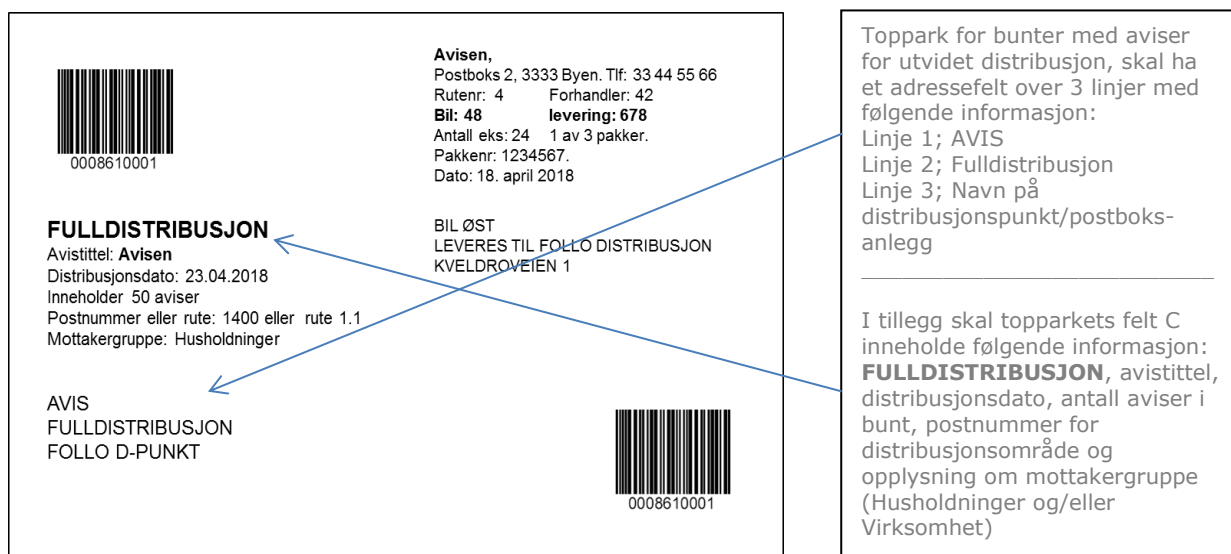 0008610001
Avisen,
Postboks 2, 3333 Byen. Tlf: 33 44 55 66
Rutenr: 4 Forhandler: 42
Bil: 48 levering: 678
Antall eks: 24 1 av 3 pakker.
Pakkenr: 1234567.
Dato: 18. april 2018
FULLDISTRIBUSJON
Avistittel: Avisen
Distribusjonsdato: 23.04.2018
Inneholder 50 aviser
Postnummer eller rute: 1400 eller rute 1.1
Mottakergruppe: Husholdninger
BIL ØST
LEVERES TIL FOLLO DISTRIBUSJON
KVELDROVEIEN 1
AVIS
FULLDISTRIBUSJON
FOLLO D-PUNKT
0008610001
Toppark for bunter med aviser
for utvidet distribusjon, skal ha
et adressefelt over 3 linjer med
følgende informasjon:
Linje 1; AVIS
Linje 2; Fulldistribusjon
Linje 3; Navn på
distribusjonspunkt/postboks-
anlegg
I tillegg skal topparkets felt C
inneholde følgende informasjon:
FULLDISTRIBUSJON, avistittel,
distribusjonsdato, antall aviser i
bunt, postnummer for
distribusjonsområde og
opplysning om mottakergruppe
(Husholdninger og/eller
Virksomhet)